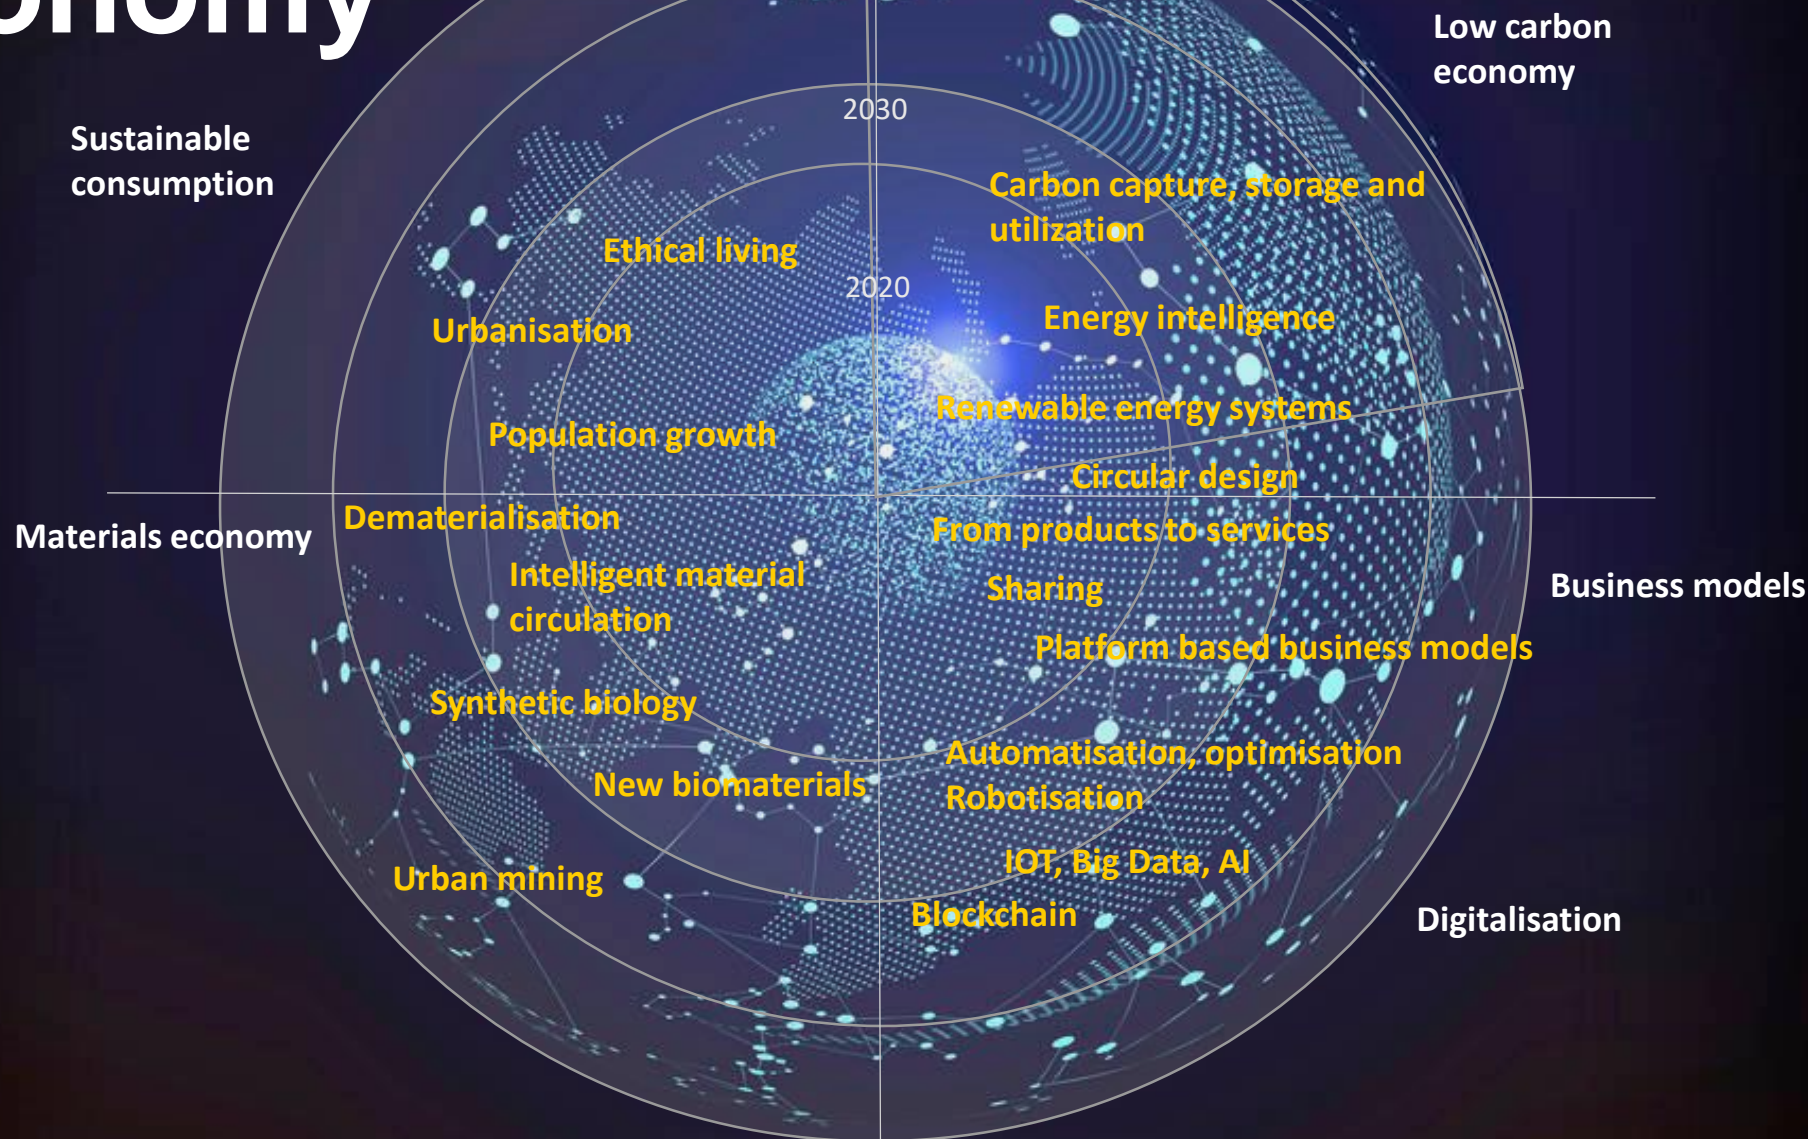 onomy
Low carbon
economy
2030
Sustainable
consumption
Carbon capture, storage and
utilization
Ethical living
2020
Energy intelligence
Urbanisation
Renewable energy systems
Population growth
Circular design
Dematerialisation
From products to services
Materials economy
Intelligent material
circulation
Sharing
Business models
Platform based business models
Synthetic biology
Automatisation, optimisation
Robotisation
New biomaterials
IOT, Big Data, AI
Urban mining
Blockchain
Digitalisation